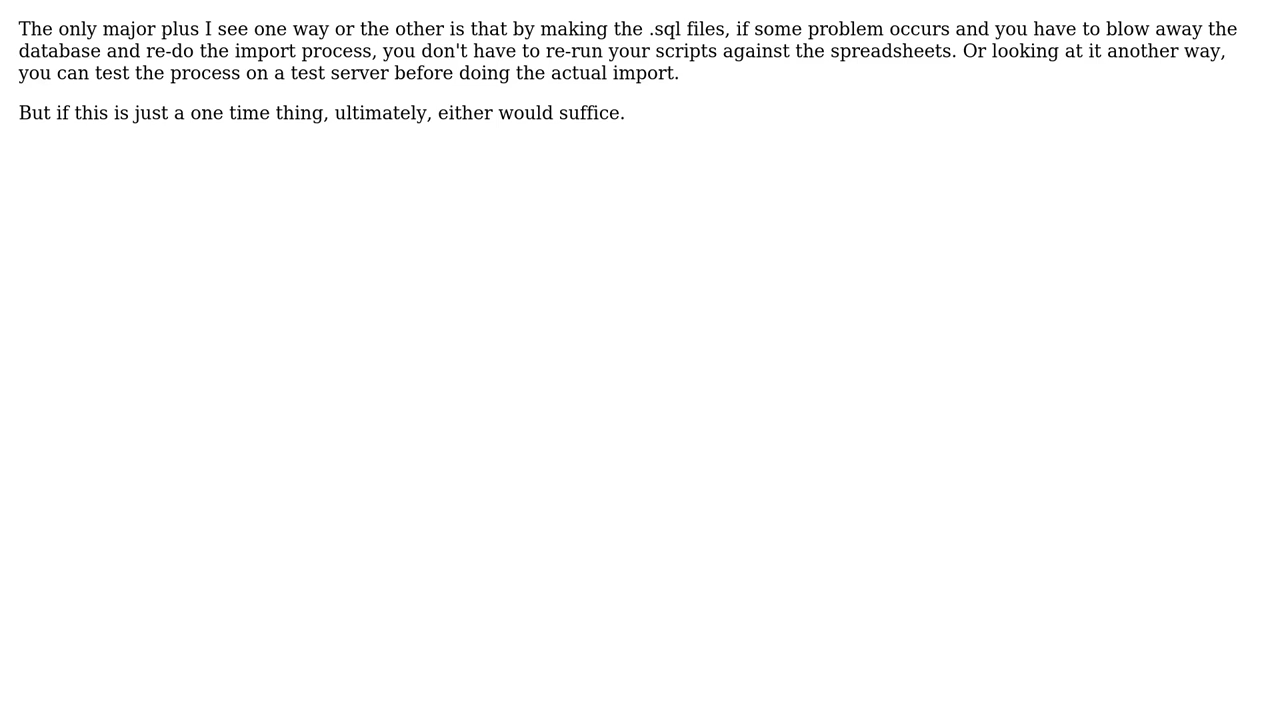 The only major plus I see one way or the other is that by making the .sql files, if some problem occurs and you have to blow away the
database and re-do the import process, you don't have to re-run your scripts against the spreadsheets. Or looking at it another way,
you can test the process on a test server before doing the actual import.
But if this is just a one time thing, ultimately, either would suffice.